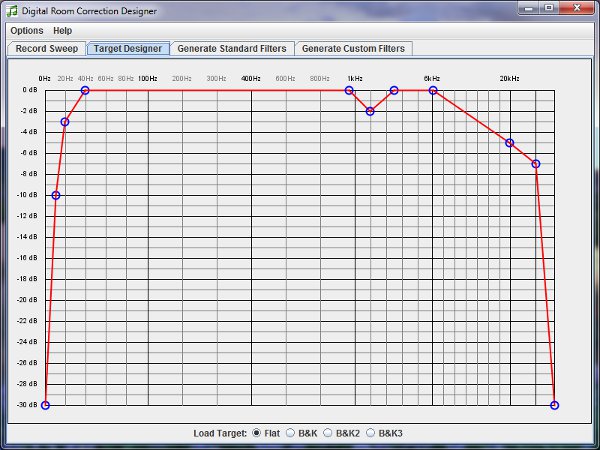 Digital Room Correction Designer
Options Help
Record Sweep Target Designer Generate Standard Filters Generate Custom Filters
0Hz 20Hz 40Hz 60Hz 80Hz 100Hz 200Hz 300Hz 400Hz 600Hz 800Hz 1kHz 6kHz 20kHz
0 dB
-2 dB
-4 dB
-6 dB
-8 dB
-10 dB
-12 dB
-14 dB
-16 dB
-18 dB
-20 dB
-22 dB
-24 dB
-26 dB
-28 dB
-30 dB
Load Target: Flat B&K B&K2 B&K3